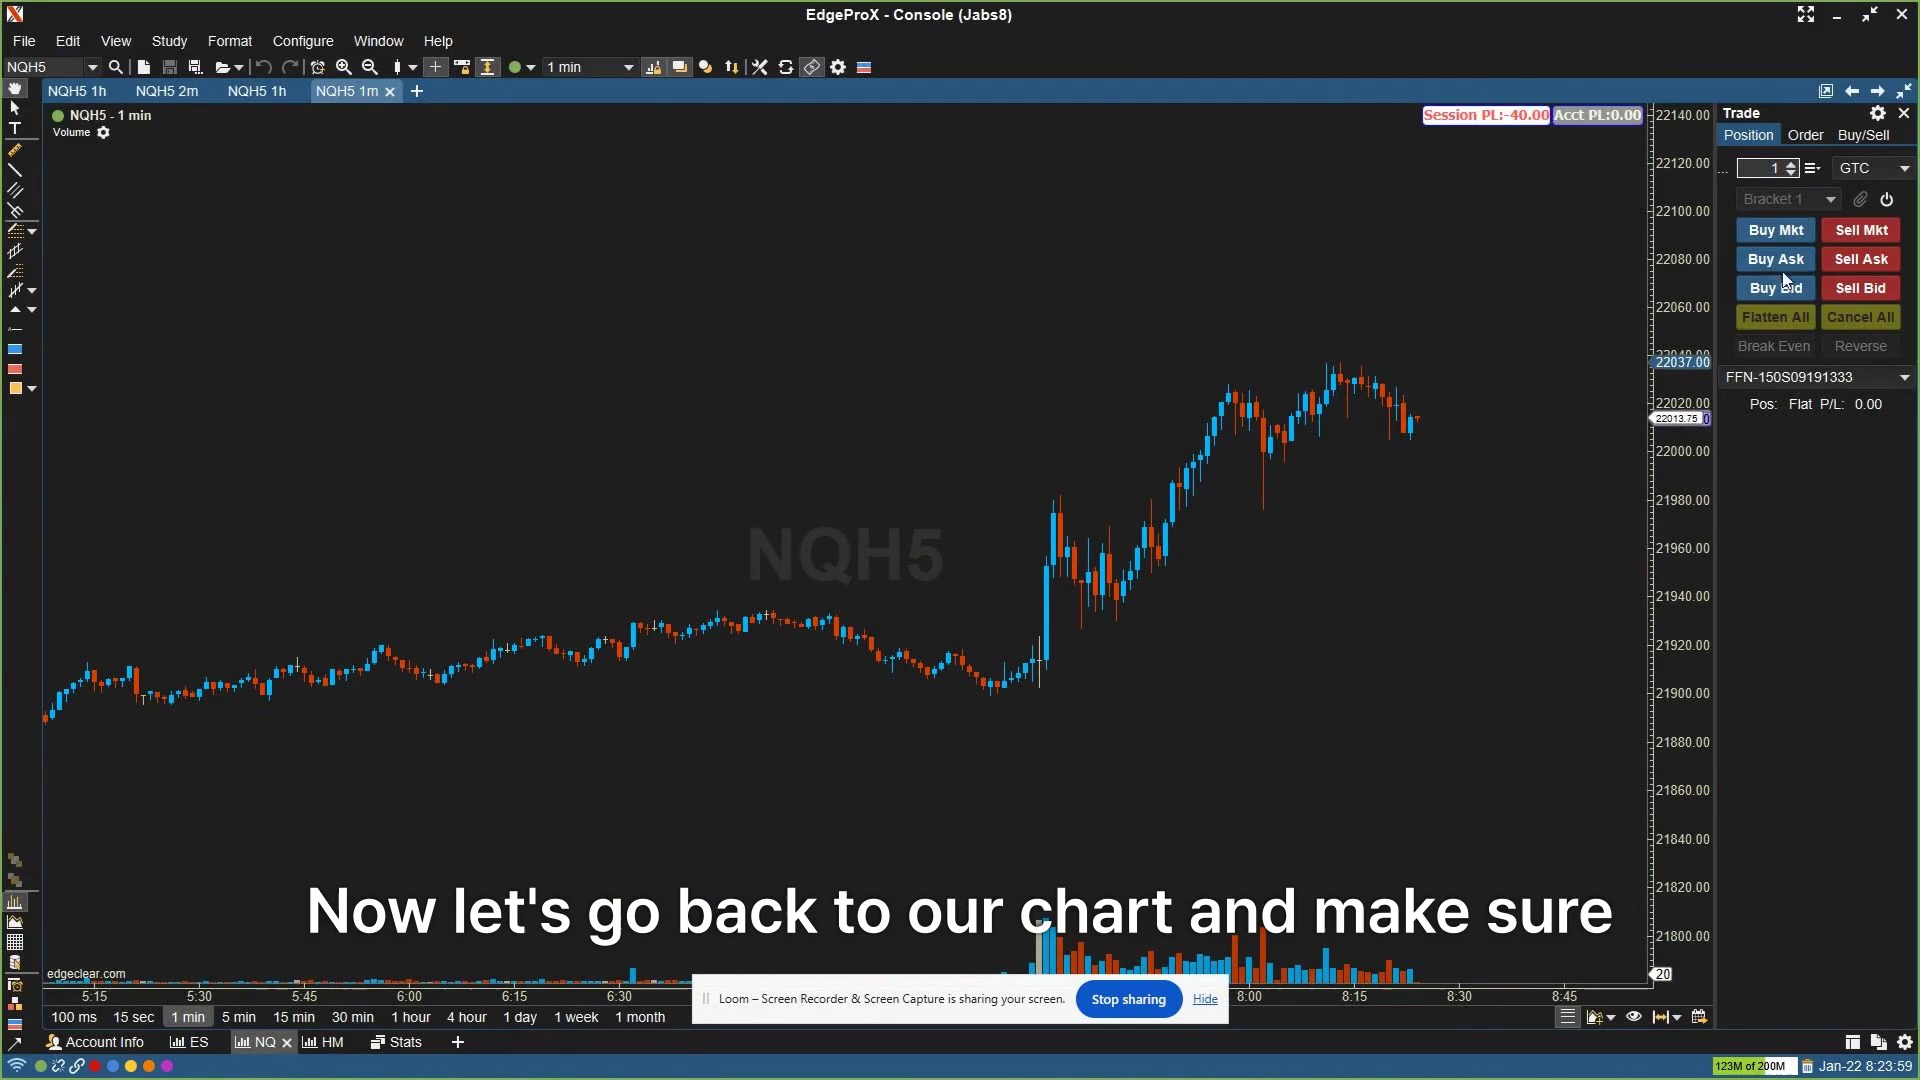 EdgeProX - Console (Jabs8)
File Edit View Study Format Configure Window Help
NQH5
1 min
NQH5 1h NQH5 2m NQH5 1h NQH5 1m
NQH5 - 1 min
Volume
Session PL:-40.00 Acct PL:0.00
22140.00
22120.00
22100.00
22080.00
22060.00
22040.00
22037.00
22020.00
22013.75
22000.00
21980.00
21960.00
21940.00
21920.00
21900.00
21880.00
21860.00
21840.00
21820.00
21800.00
20
Trade
Position Order Buy/Sell
... 1 GTC
Bracket 1
Buy Mkt Sell Mkt
Buy Ask Sell Ask
Buy Bid Sell Bid
Flatten All Cancel All
Break Even Reverse
FFN-150S09191333
Pos: Flat P/L: 0.00
NQH5
Now let's go back to our chart and make sure
edgeclear.com
5:15 5:30 5:45 6:00 6:15 6:30 8:00 8:15 8:30 8:45
Loom – Screen Recorder & Screen Capture is sharing your screen. Stop sharing Hide
100 ms 15 sec 1 min 5 min 15 min 30 min 1 hour 4 hour 1 day 1 week 1 month
Account Info ES NQ HM Stats
123M of 200M Jan-22 8:23:59